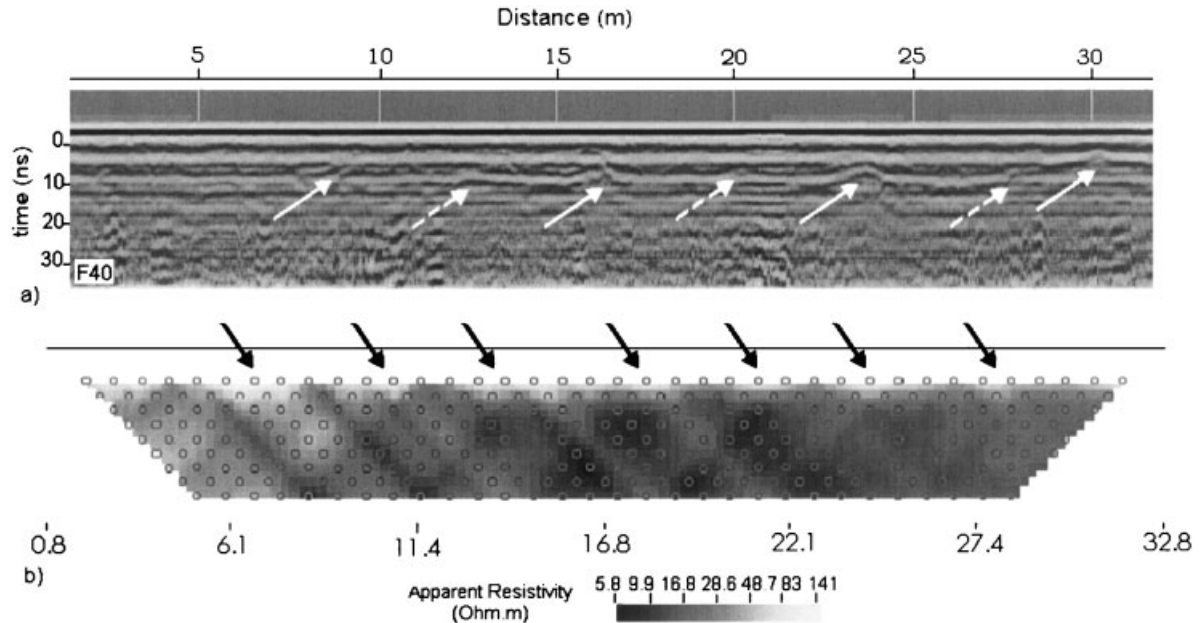 Distance (m)
5 10 15 20 25 30
time (ns)
0
10
20
30
F40
a)
0.8 6.1 11.4 16.8 22.1 27.4 32.8
b)
Apparent Resistivity
(Ohm.m)
5.8 9.9 16.8 28.6 48.7 83 141